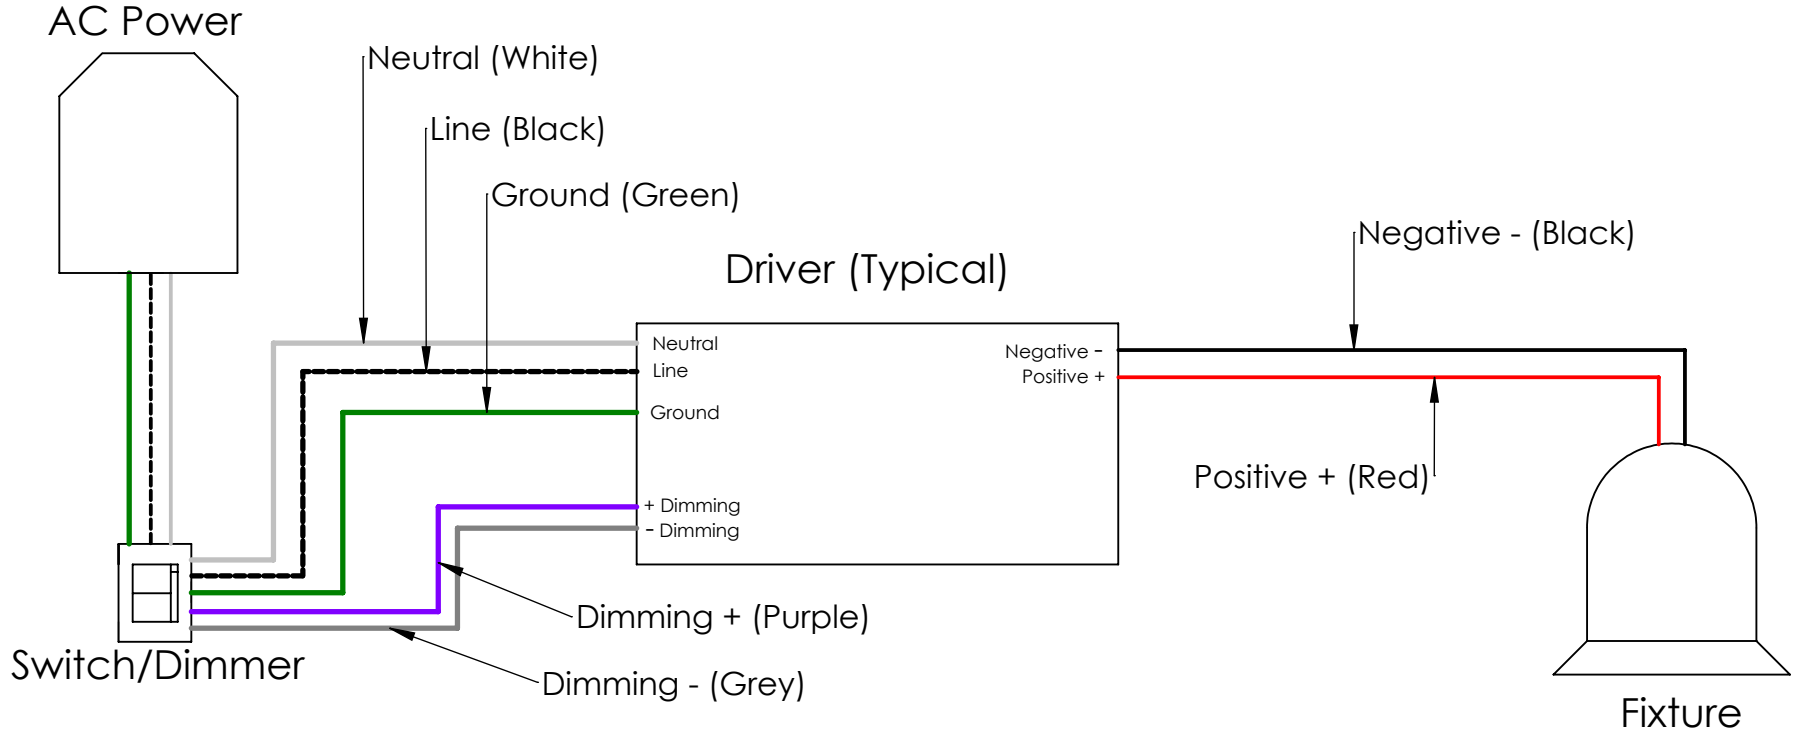 AC Power
Neutral (White)
Line (Black)
Ground (Green)
Negative - (Black)
Driver (Typical)
Neutral
Line
Ground
+ Dimming
- Dimming
Negative -
Positive +
Positive + (Red)
Dimming + (Purple)
Dimming - (Grey)
Switch/Dimmer
Fixture